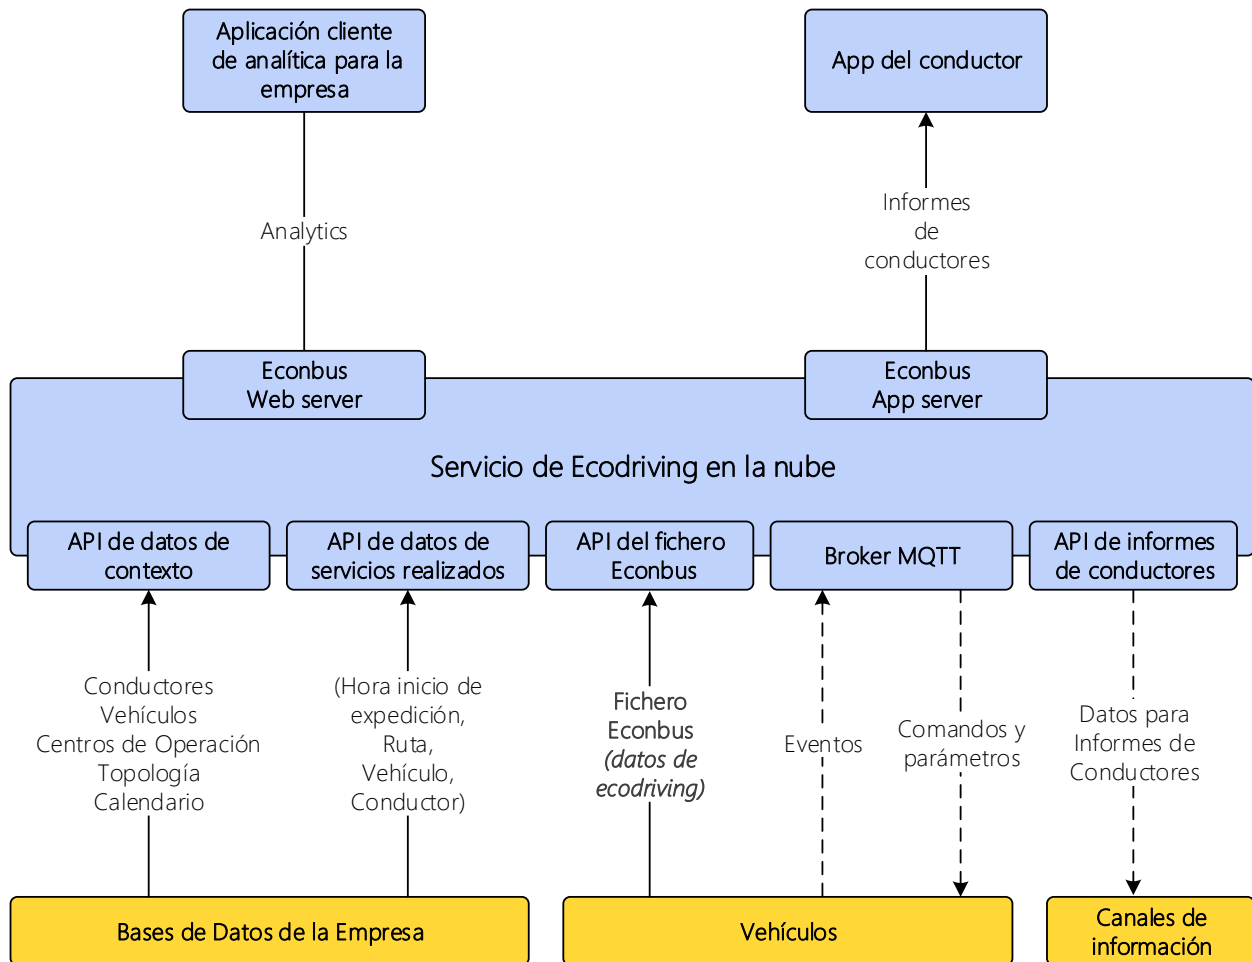 Aplicación cliente
de analítica para la
empresa
App del conductor
Analytics
Informes
de
conductores
Econbus
Web server
Econbus
App server
Servicio de Ecodriving en la nube
API de datos de
contexto
API de datos de
servicios realizados
API del fichero
Econbus
Broker MQTT
API de informes
de conductores
Conductores
Vehículos
Centros de Operación
Topología
Calendario
(Hora inicio de
expedición,
Ruta,
Vehículo,
Conductor)
Fichero
Econbus
(datos de
ecodriving)
Eventos
Comandos y
parámetros
Datos para
Informes de
Conductores
Bases de Datos de la Empresa
Vehículos
Canales de
información